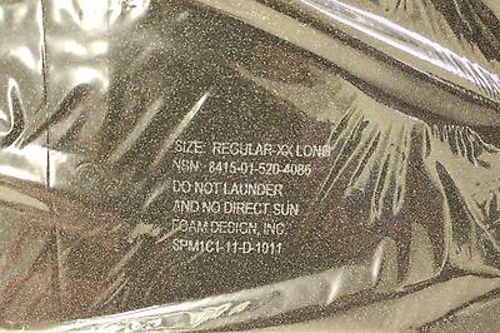 SIZE: REGULAR-XX LONG
NSN: 8415-01-520-4086
DO NOT LAUNDER
AND NO DIRECT SUN
FOAM DESIGN, INC.
SPM1C1-11-D-1011